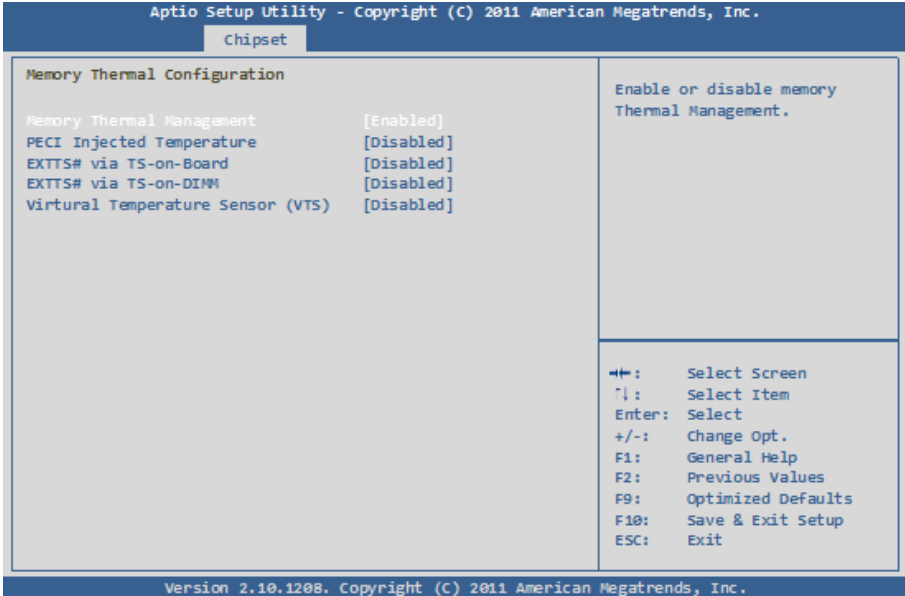 Aptio Setup Utility - Copyright (C) 2011 American Megatrends, Inc.
Chipset
Memory Thermal Configuration
Memory Thermal Management [Enabled]
PECI Injected Temperature [Disabled]
EXTTS# via TS-on-Board [Disabled]
EXTTS# via TS-on-DIMM [Disabled]
Virtural Temperature Sensor (VTS) [Disabled]
Enable or disable memory
Thermal Management.
→←: Select Screen
↑↓: Select Item
Enter: Select
+/-: Change Opt.
F1: General Help
F2: Previous Values
F9: Optimized Defaults
F10: Save & Exit Setup
ESC: Exit
Version 2.10.1208. Copyright (C) 2011 American Megatrends, Inc.